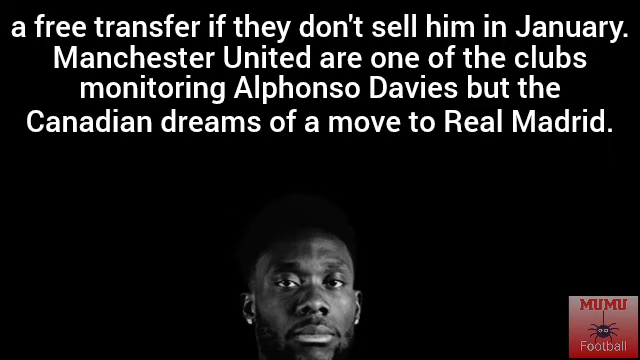 a free transfer if they don't sell him in January.
Manchester United are one of the clubs
monitoring Alphonso Davies but the
Canadian dreams of a move to Real Madrid.
MUMU
Football